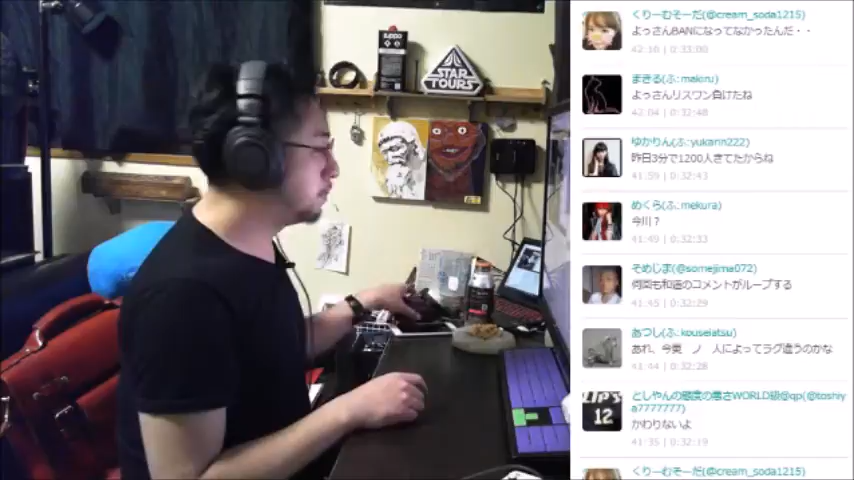 ZIPPO
STAR
TOURS
くりーむそーだ(@cream_soda1215)
よっさんBANになってなかったんだ・・
42:10 | 0:33:00
まきる(ふ:makiru)
よっさんリスワン負けたね
42:04 | 0:32:48
ゆかりん(ふ:yukarin222)
昨日3分で1200人きてたからね
41:59 | 0:32:43
めくら(ふ:mekura)
今川?
41:49 | 0:32:33
そめじま(@somejima072)
何回も和道のコメントがループする
41:45 | 0:32:29
あつし(ふ:kouseiatsu)
あれ、今夏 ノ 人によってラグ違うのかな
41:44 | 0:32:28
12
としやんの態度の悪さWORLD級@qp(@toshiy
a7777777)
かわりないよ
41:35 | 0:32:19
くりーむそーだ(@cream_soda1215)